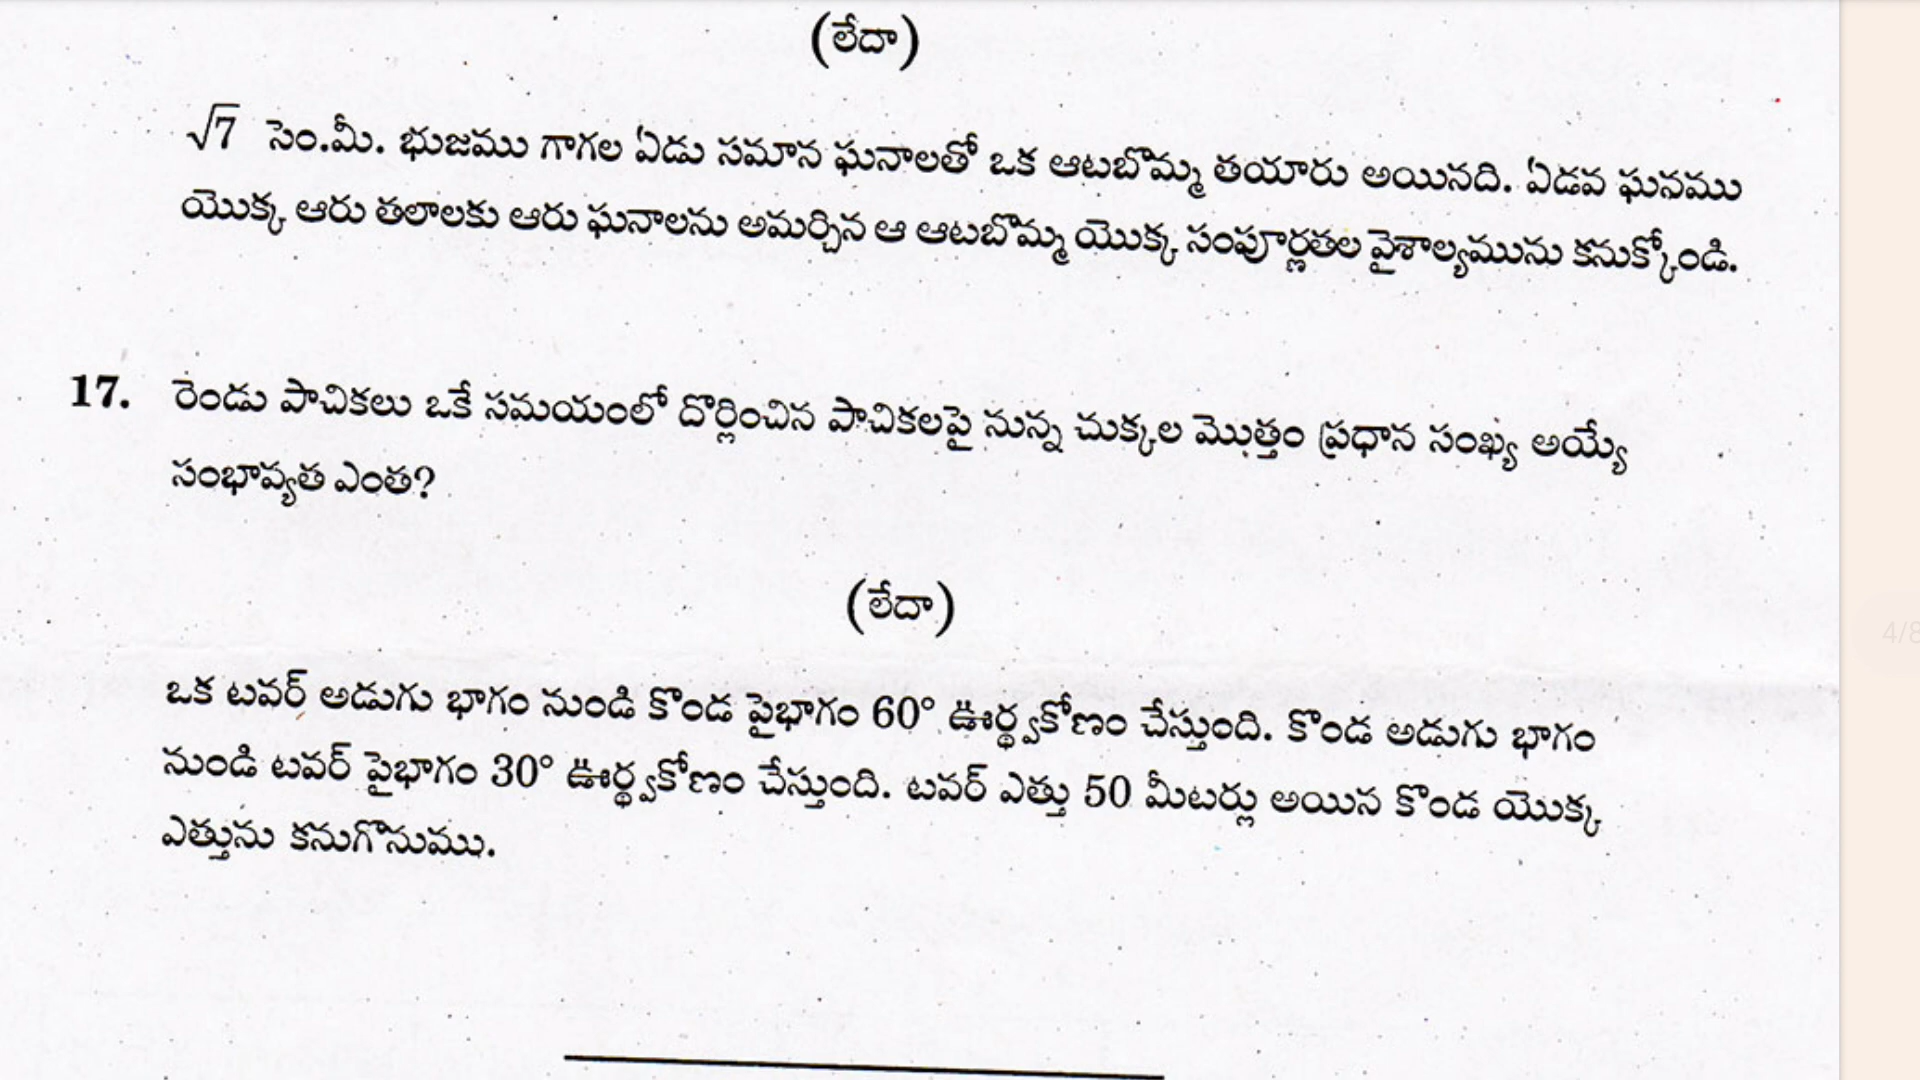 (లేదా)
√7 సెం.మీ. భుజము గాగల ఏడు సమాన ఘనాలతో ఒక ఆటబొమ్మ తయారు అయినది. ఏడవ ఘనము
యొక్క ఆరు తలాలకు ఆరు ఘనాలను అమర్చిన ఆ ఆటబొమ్మ యొక్క సంపూర్ణతల వైశాల్యమును కనుక్కోండి.
17. రెండు పాచికలు ఒకే సమయంలో దొర్లించిన పాచికలపై నున్న చుక్కల మొత్తం ప్రధాన సంఖ్య అయ్యే
సంభావ్యత ఎంత?
(లేదా)
ఒక టవర్ అడుగు భాగం నుండి కొండ పైభాగం 60° ఊర్థ్వకోణం చేస్తుంది. కొండ అడుగు భాగం
నుండి టవర్ పైభాగం 30° ఊర్థ్వకోణం చేస్తుంది. టవర్ ఎత్తు 50 మీటర్లు అయిన కొండ యొక్క
ఎత్తును కనుగొనుము.
4/8